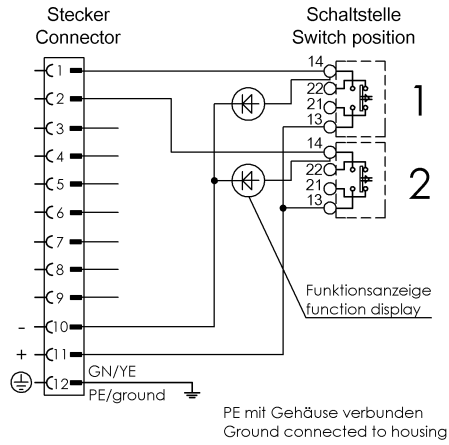 Stecker
Connector
Schaltstelle
Switch position
1
2
3
4
5
6
7
8
9
- 10
+ 11
12
GN/YE
PE/ground
14
22
21
13
1
14
22
21
13
2
Funktionsanzeige
function display
PE mit Gehäuse verbunden
Ground connected to housing